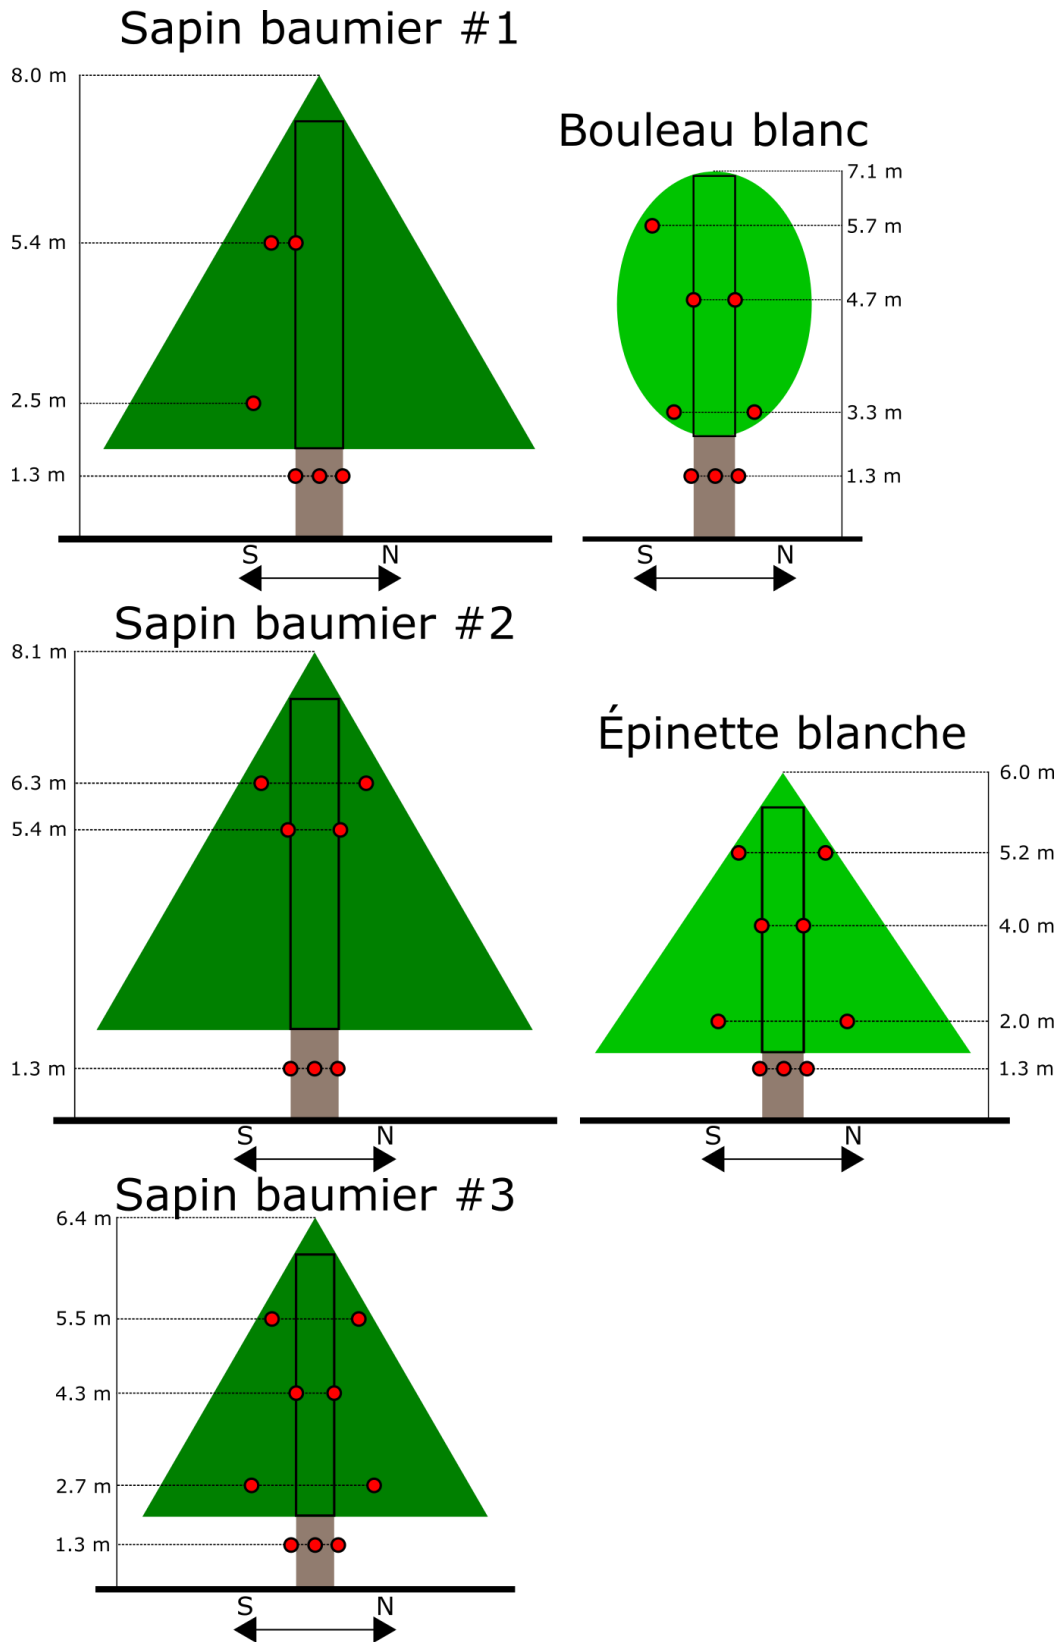 Sapin baumier #1
8.0 m
5.4 m
2.5 m
1.3 m
S N
Bouleau blanc
7.1 m
5.7 m
4.7 m
3.3 m
1.3 m
S N
Sapin baumier #2
8.1 m
6.3 m
5.4 m
1.3 m
S N
Épinette blanche
6.0 m
5.2 m
4.0 m
2.0 m
1.3 m
S N
Sapin baumier #3
6.4 m
5.5 m
4.3 m
2.7 m
1.3 m
S N